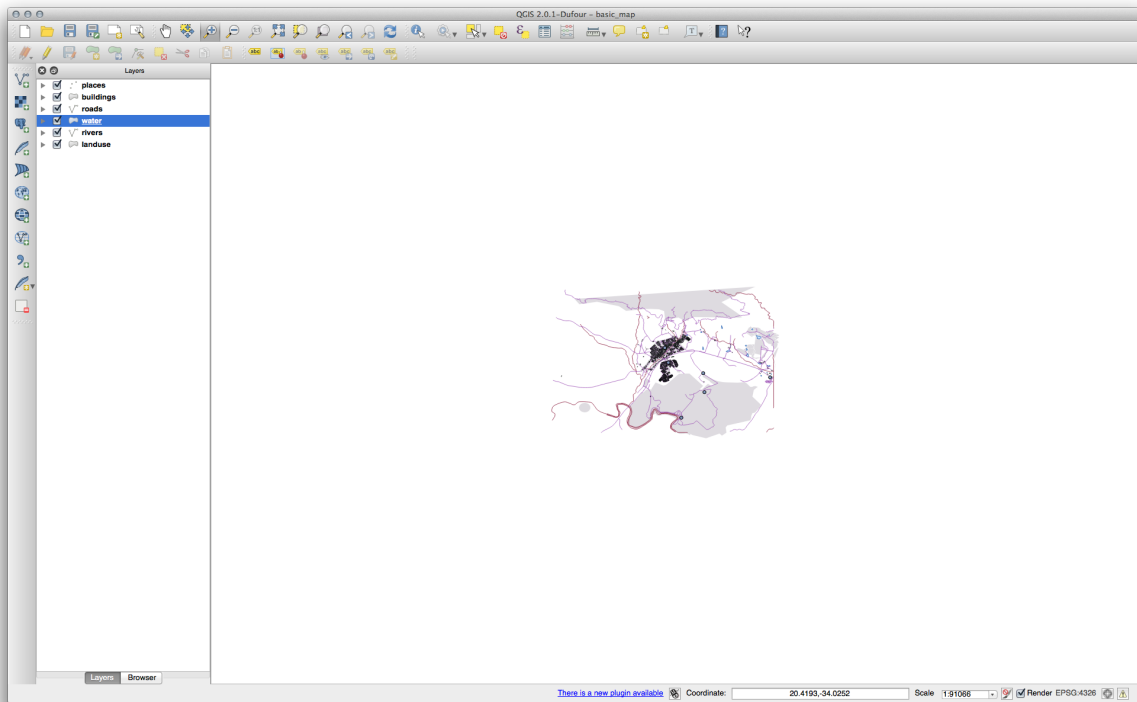 QGIS 2.0.1-Dufour - basic_map
Layers
places
buildings
roads
water
rivers
landuse
Layers Browser
There is a new plugin available Coordinate: 20.4193,-34.0252 Scale 1:91066 Render EPSG:4326